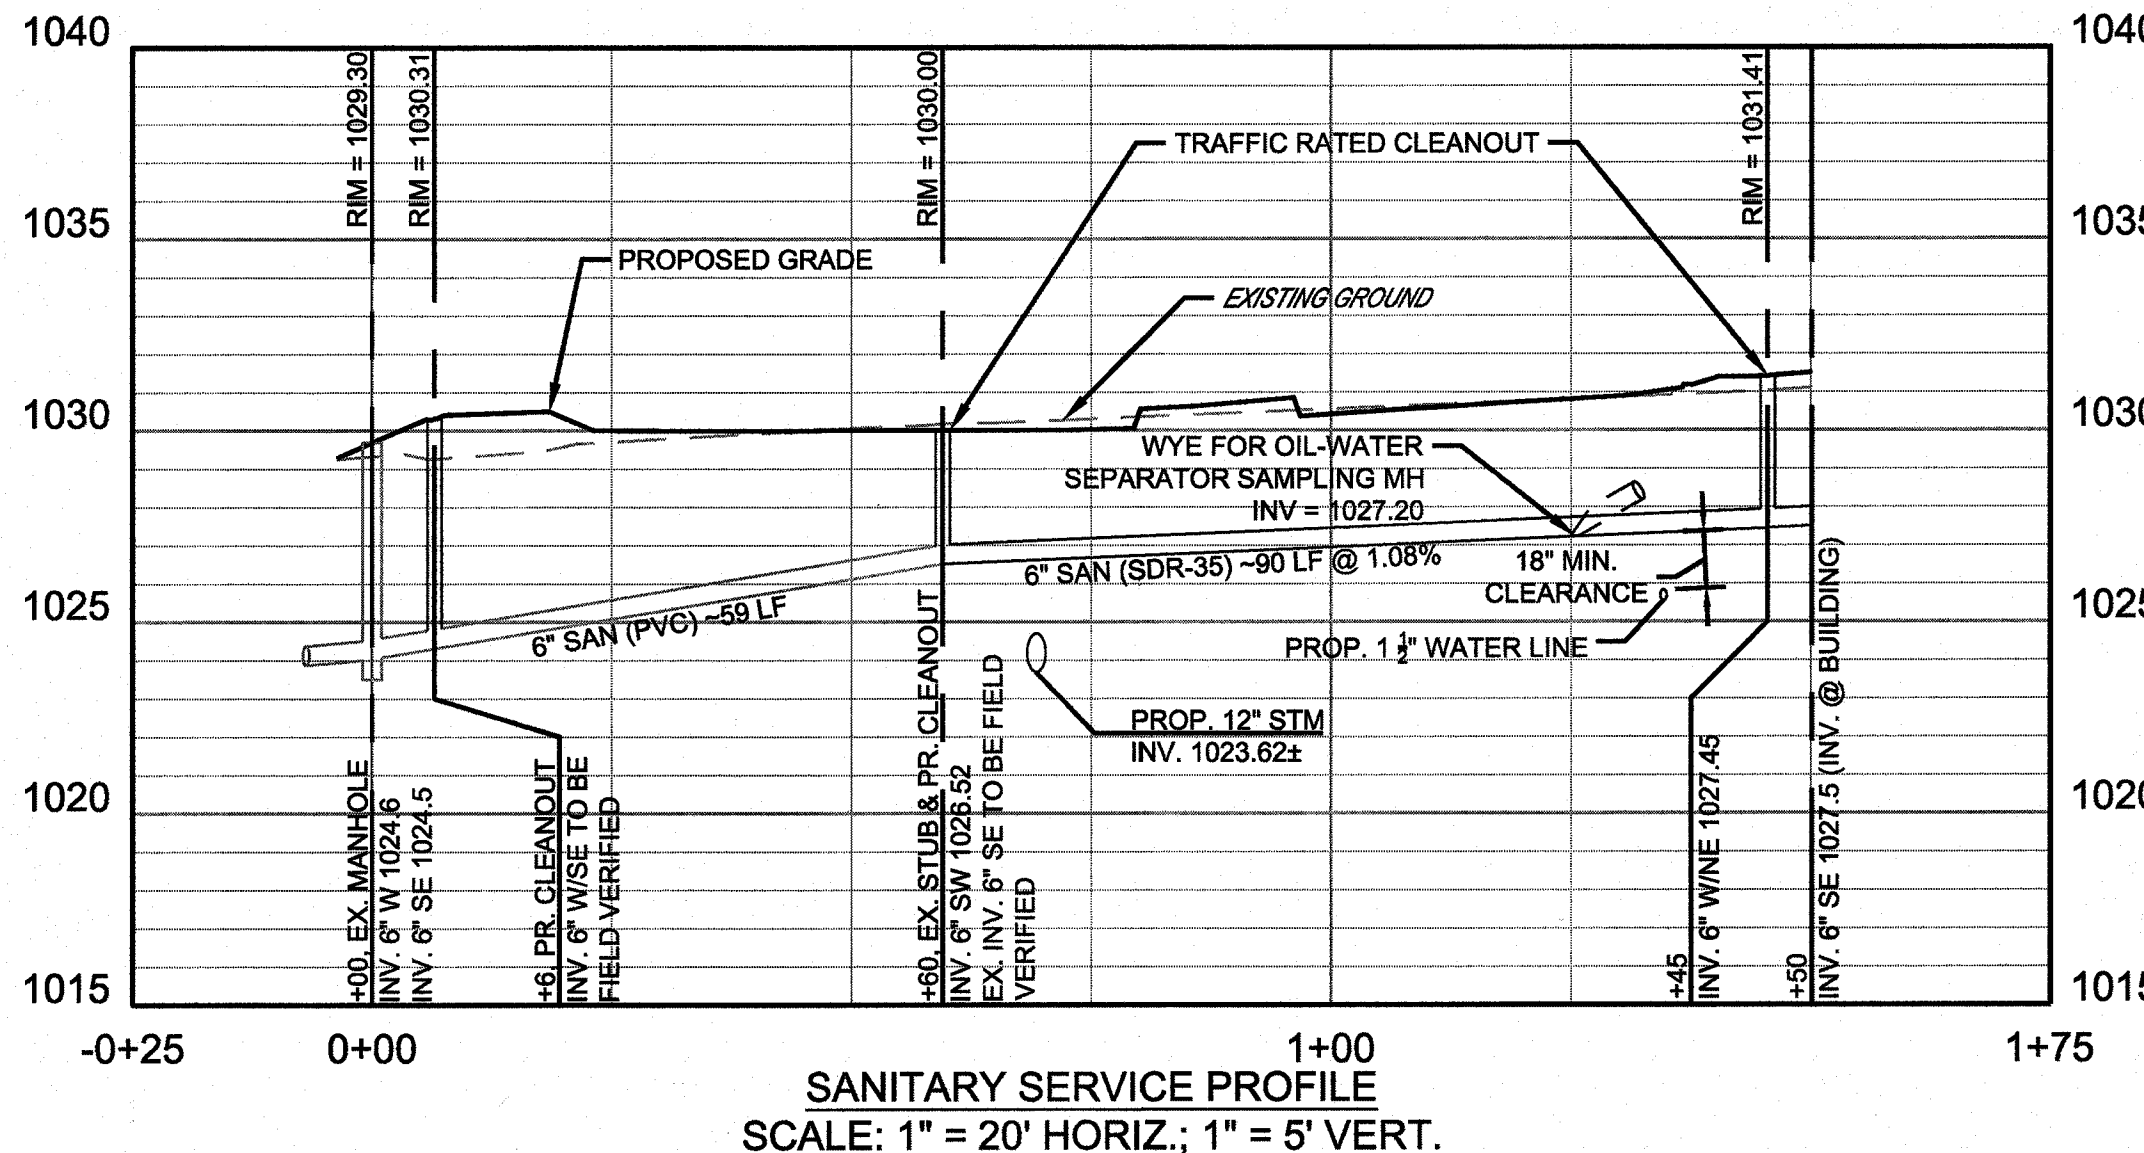 1040
1040
RIM = 1029.30
RIM = 1030.31
RIM = 1030.00
RIM = 1031.41
TRAFFIC RATED CLEANOUT
1035
1035
PROPOSED GRADE
EXISTING GROUND
1030
1030
WYE FOR OIL-WATER
SEPARATOR SAMPLING MH
INV = 1027.20
6" SAN (SDR-35) ~90 LF @ 1.08%
18" MIN.
CLEARANCE
1025
1025
6" SAN (PVC) ~59 LF
PROP. 1 1/2" WATER LINE
PROP. 12" STM
INV. 1023.62±
1020
1020
+00, EX. MANHOLE
INV. 6" W 1024.6
INV. 6" SE 1024.5
+6, PR. CLEANOUT
INV. 6" W/SE TO BE
FIELD VERIFIED
+60, EX. STUB & PR. CLEANOUT
INV. 6" SW 1026.52
EX. INV. 6" SE TO BE FIELD
VERIFIED
+45
INV. 6" W/NE 1027.45
+50
INV. 6" SE 1027.5 (INV. @ BUILDING)
1015
1015
-0+25
0+00
1+00
1+75
SANITARY SERVICE PROFILE
SCALE: 1" = 20' HORIZ.; 1" = 5' VERT.